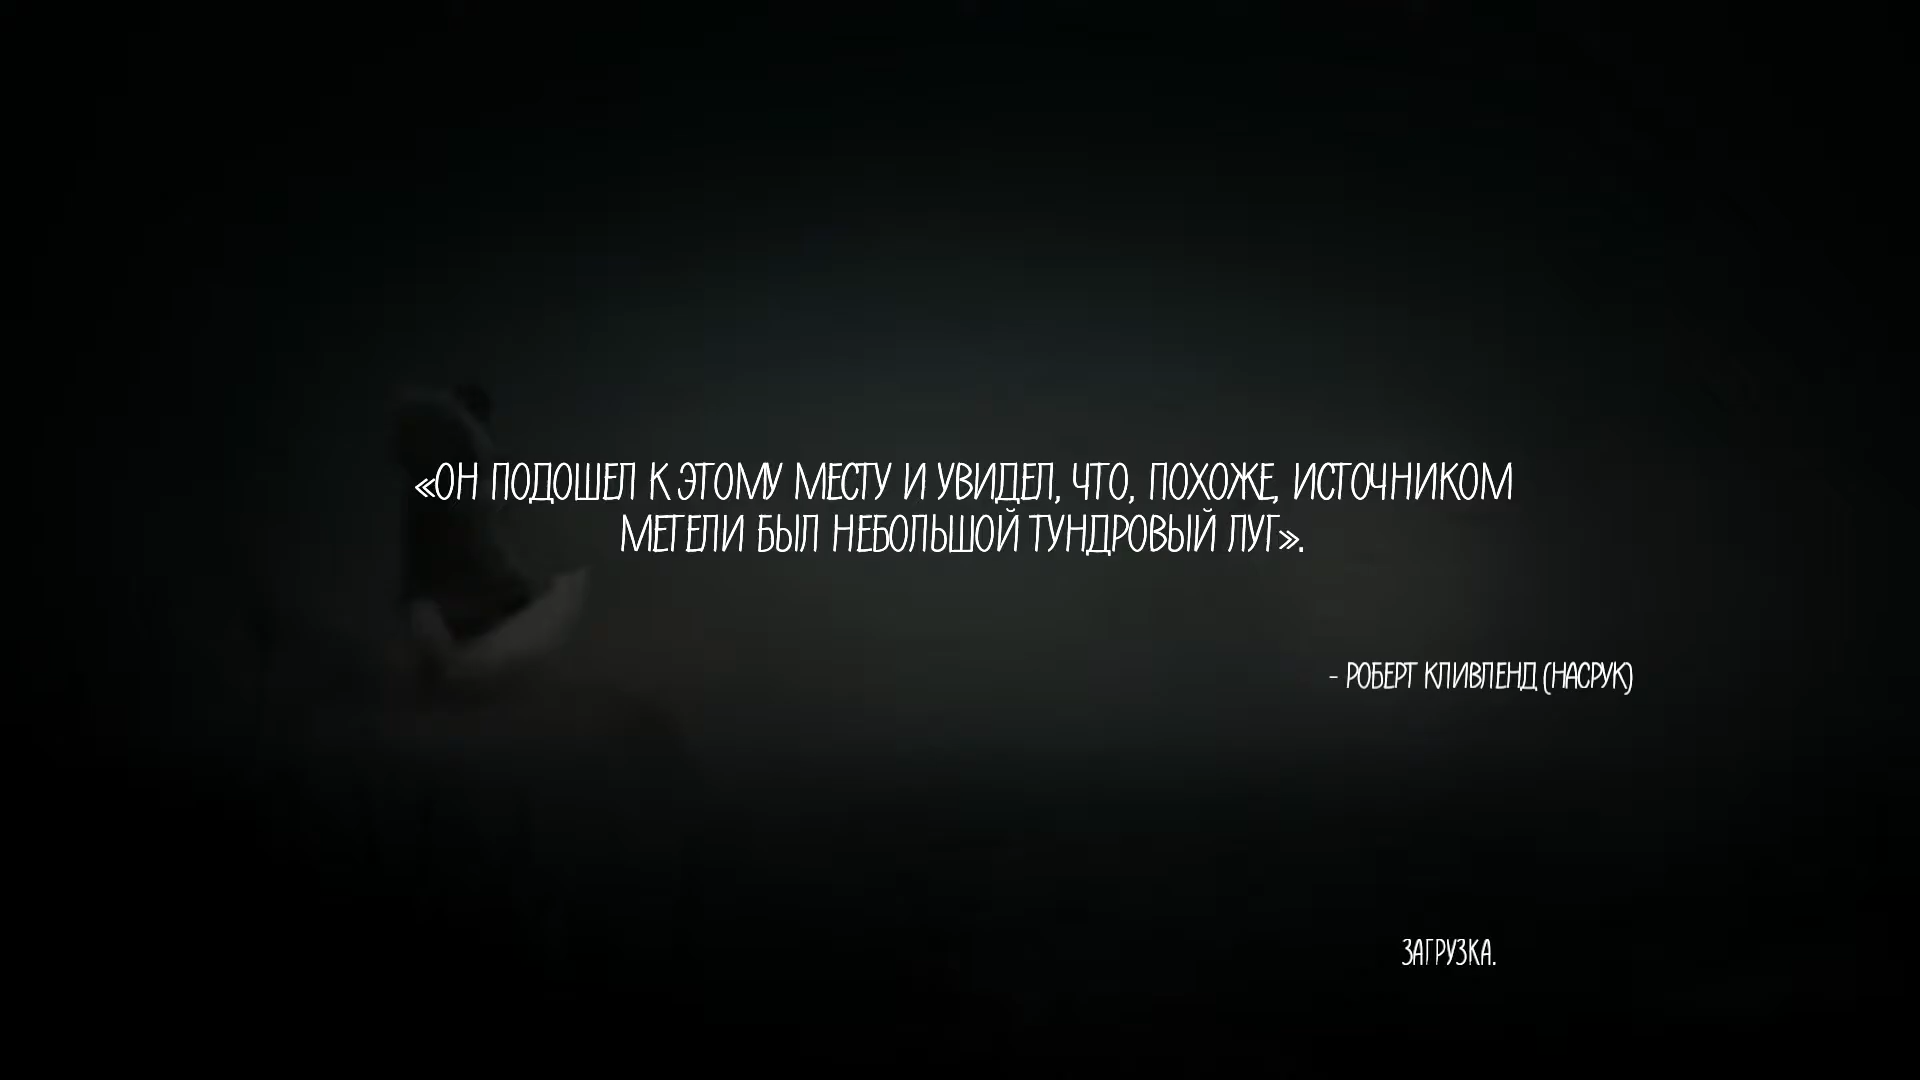 «ОН ПОДОШЕЛ К ЭТОМУ МЕСТУ И УВИДЕЛ, ЧТО, ПОХОЖЕ, ИСТОЧНИКОМ
МЕТЕЛИ БЫЛ НЕБОЛЬШОЙ ТУНДРОВЫЙ ЛУГ».
- РОБЕРТ КЛИВЛЕНД (НАСРУК)
ЗАГРУЗКА.